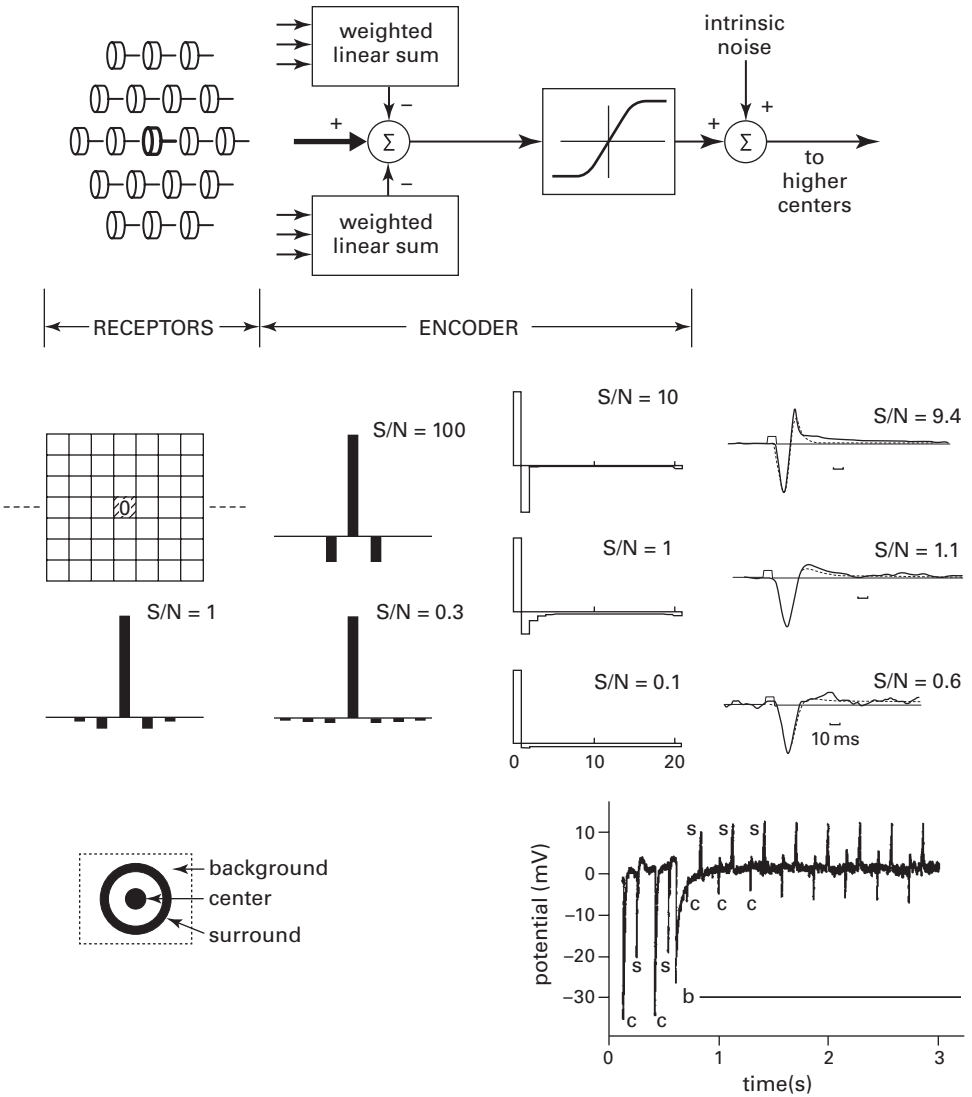 weighted
linear sum
intrinsic
noise
−
+
+
Σ
+
Σ
−
to
higher
centers
weighted
linear sum
RECEPTORS
ENCODER
0
S/N = 100
S/N = 1
S/N = 0.3
S/N = 10
S/N = 1
S/N = 0.1
0 10 20
S/N = 9.4
S/N = 1.1
S/N = 0.6
10 ms
background
center
surround
potential (mV)
10
0
−10
−20
−30
s s s
c c c
s s
b
c c
0 1 2 3
time(s)